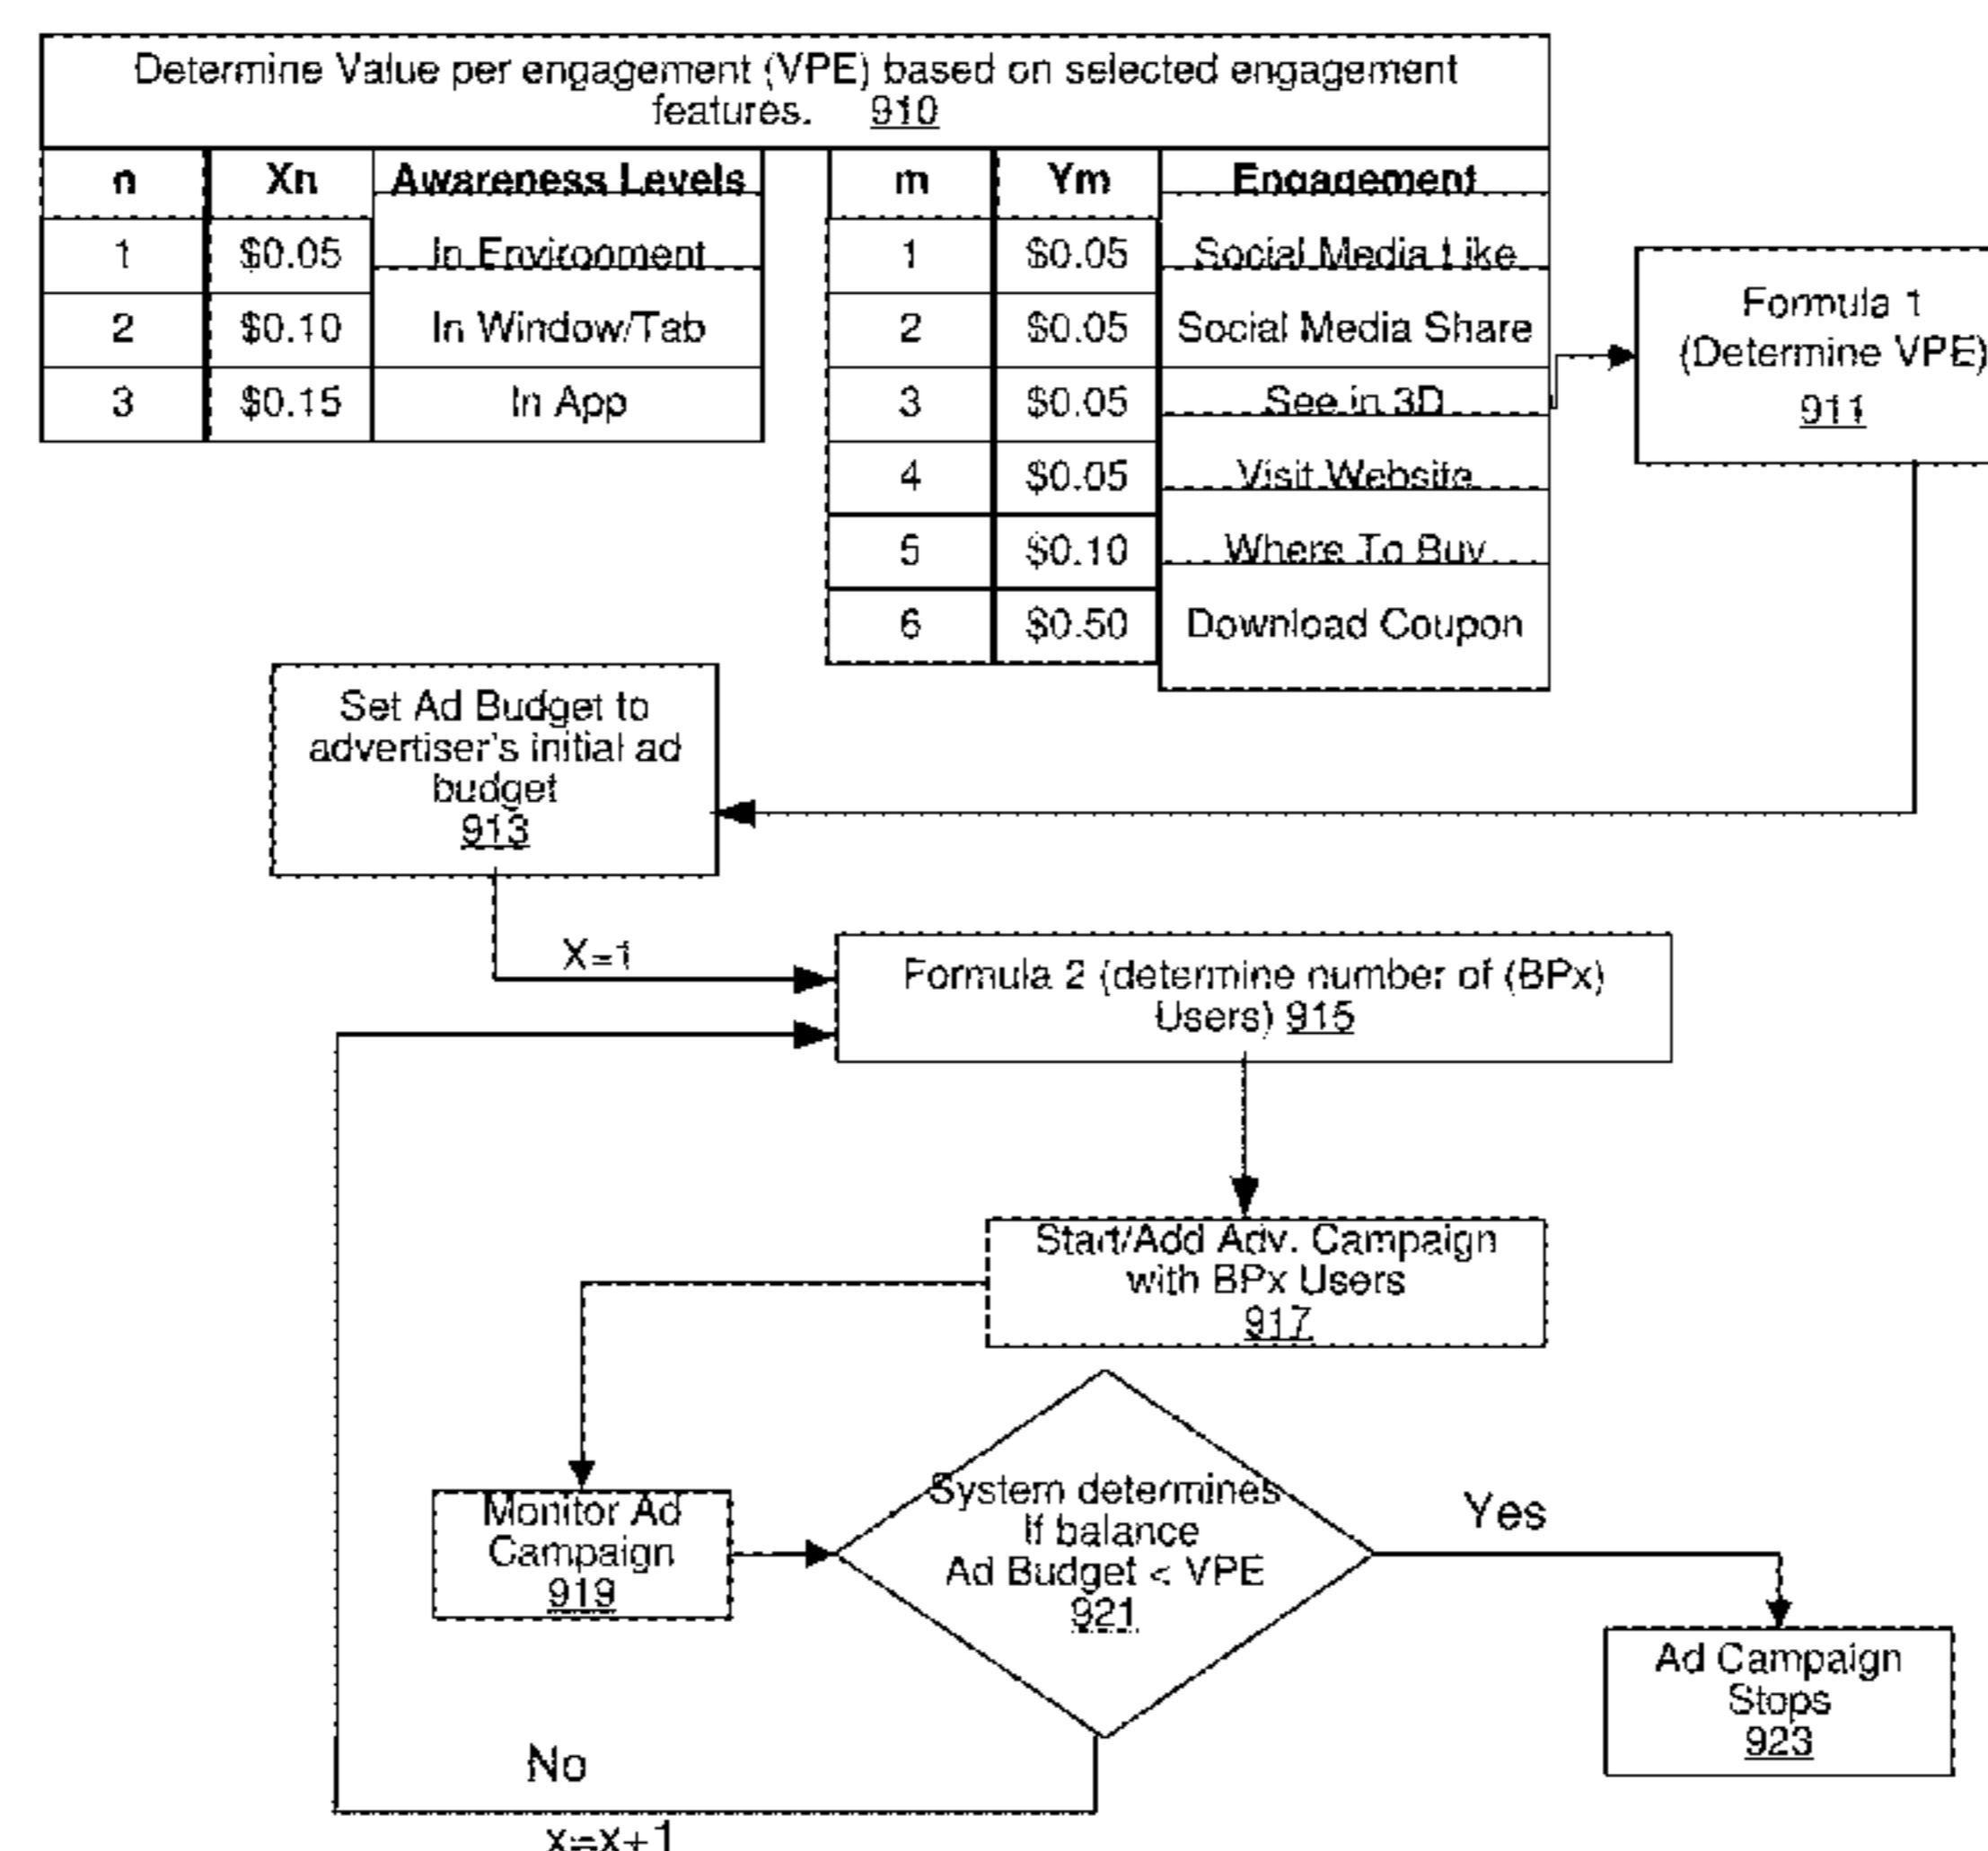 Determine Value per engagement (VPE) based on selected engagement
features. 910
n Xn Awareness Levels m Ym Engagement
1 $0.05 In Environment 1 $0.05 Social Media Like
2 $0.10 In Window/Tab 2 $0.05 Social Media Share
3 $0.15 In App 3 $0.05 See in 3D
4 $0.05 Visit Website
5 $0.10 Where To Buy
6 $0.50 Download Coupon
Formula 1
(Determine VPE)
911
Set Ad Budget to
advertiser's initial ad
budget
913
X=1
Formula 2 (determine number of (BPx)
Users) 915
Start/Add Adv. Campaign
with BPx Users
917
Monitor Ad
Campaign
919
System determines
If balance
Ad Budget < VPE
921
Yes
Ad Campaign
Stops
923
No
x=x+1